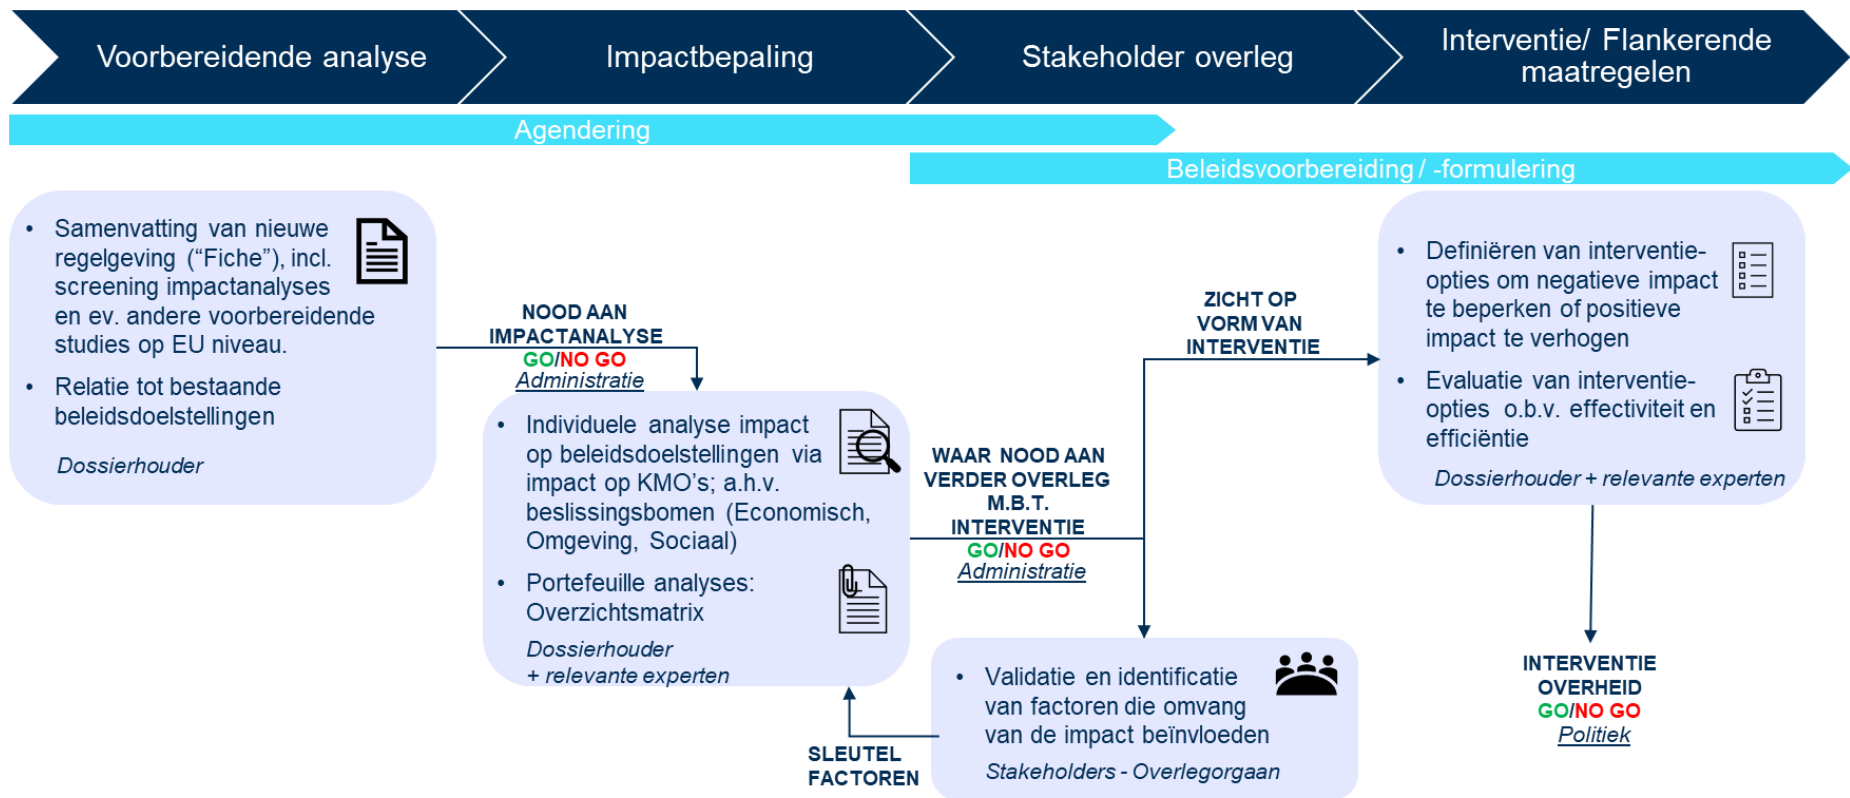 Voorbereidende analyse
Impactbepaling
Stakeholder overleg
Interventie/ Flankerende
maatregelen
Agendering
Beleidsvoorbereiding / -formulering
• Samenvatting van nieuwe
regelgeving (“Fiche”), incl.
screening impactanalyses
en ev. andere voorbereidende
studies op EU niveau.
• Relatie tot bestaande
beleidsdoelstellingen
Dossierhouder
NOOD AAN
IMPACTANALYSE
GO/NO GO
Administratie
• Individuele analyse impact
op beleidsdoelstellingen via
impact op KMO’s; a.h.v.
beslissingsbomen (Economisch,
Omgeving, Sociaal)
• Portefeuille analyses:
Overzichtsmatrix
Dossierhouder
+ relevante experten
WAAR NOOD AAN
VERDER OVERLEG
M.B.T.
INTERVENTIE
GO/NO GO
Administratie
• Validatie en identificatie
van factoren die omvang
van de impact beïnvloeden
Stakeholders - Overlegorgaan
SLEUTEL
FACTOREN
ZICHT OP
VORM VAN
INTERVENTIE
• Definiëren van interventie-
opties om negatieve impact
te beperken of positieve
impact te verhogen
• Evaluatie van interventie-
opties o.b.v. effectiviteit en
efficiëntie
Dossierhouder + relevante experten
INTERVENTIE
OVERHEID
GO/NO GO
Politiek